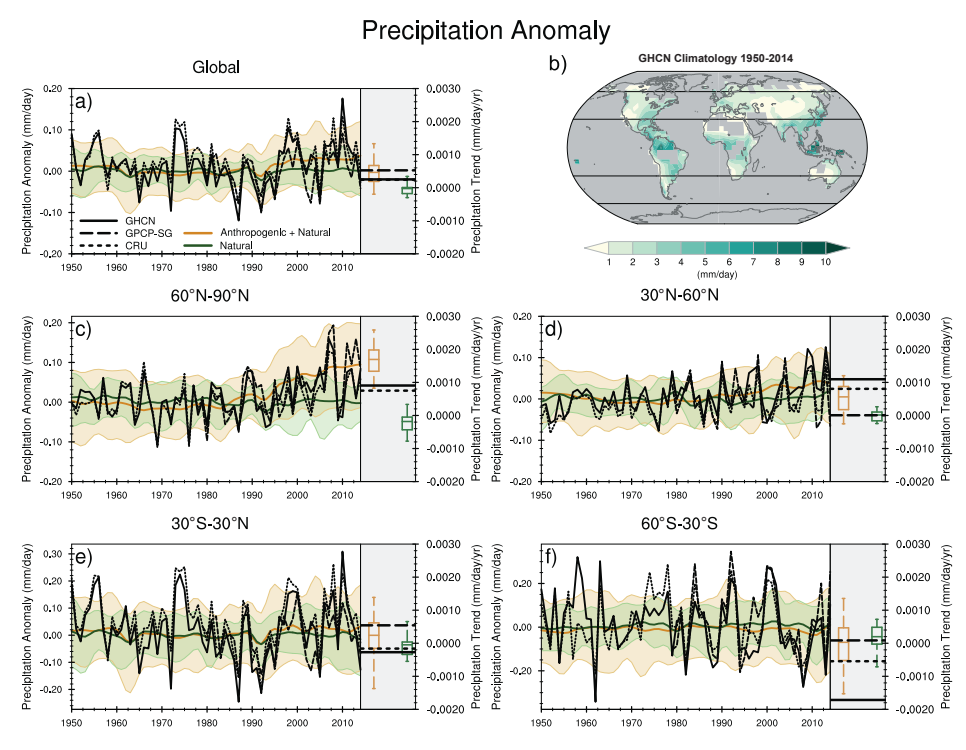 Precipitation Anomaly
Global
a)
Precipitation Anomaly (mm/day)
0.20
0.10
0.00
-0.10
-0.20
GHCN
GPCP-SG
CRU
Anthropogenic + Natural
Natural
1950 1960 1970 1980 1990 2000 2010
0.0030
0.0020
0.0010
0.0000
-0.0010
-0.0020
Precipitation Trend (mm/day/yr)
b)
GHCN Climatology 1950-2014
1 2 3 4 5 6 7 8 9 10
(mm/day)
60°N-90°N
c)
Precipitation Anomaly (mm/day)
0.20
0.10
0.00
-0.10
-0.20
1950 1960 1970 1980 1990 2000 2010
0.0030
0.0020
0.0010
0.0000
-0.0010
-0.0020
Precipitation Trend (mm/day/yr)
30°N-60°N
d)
Precipitation Anomaly (mm/day)
0.20
0.10
0.00
-0.10
-0.20
1950 1960 1970 1980 1990 2000 2010
0.0030
0.0020
0.0010
0.0000
-0.0010
-0.0020
Precipitation Trend (mm/day/yr)
30°S-30°N
e)
Precipitation Anomaly (mm/day)
0.30
0.20
0.10
0.00
-0.10
-0.20
1950 1960 1970 1980 1990 2000 2010
0.0030
0.0020
0.0010
0.0000
-0.0010
-0.0020
Precipitation Trend (mm/day/yr)
60°S-30°S
f)
Precipitation Anomaly (mm/day)
0.20
0.00
-0.20
1950 1960 1970 1980 1990 2000 2010
0.0030
0.0020
0.0010
0.0000
-0.0010
-0.0020
Precipitation Trend (mm/day/yr)